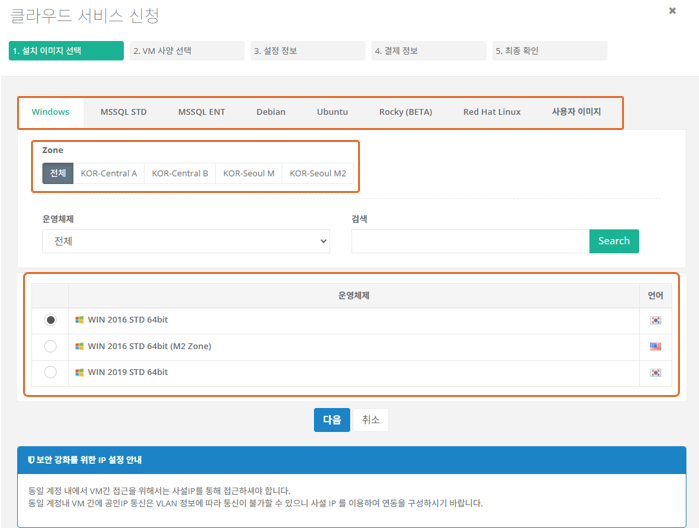 클라우드 서비스 신청
✖
1. 설치 이미지 선택 2. VM 사양 선택 3. 설정 정보 4. 결제 정보 5. 최종 확인
Windows MSSQL STD MSSQL ENT Debian Ubuntu Rocky (BETA) Red Hat Linux 사용자 이미지
Zone
전체 KOR-Central A KOR-Central B KOR-Seoul M KOR-Seoul M2
운영체제 검색
전체 Search
운영체제 언어
WIN 2016 STD 64bit
WIN 2016 STD 64bit (M2 Zone)
WIN 2019 STD 64bit
다음 취소
보안 강화를 위한 IP 설정 안내
동일 계정 내에서 VM간 접근을 위해서는 사설IP를 통해 접근하셔야 합니다.
동일 계정내 VM 간에 공인IP 통신은 VLAN 정보에 따라 통신이 불가할 수 있으니 사설 IP 를 이용하여 연동을 구성하시기 바랍니다.